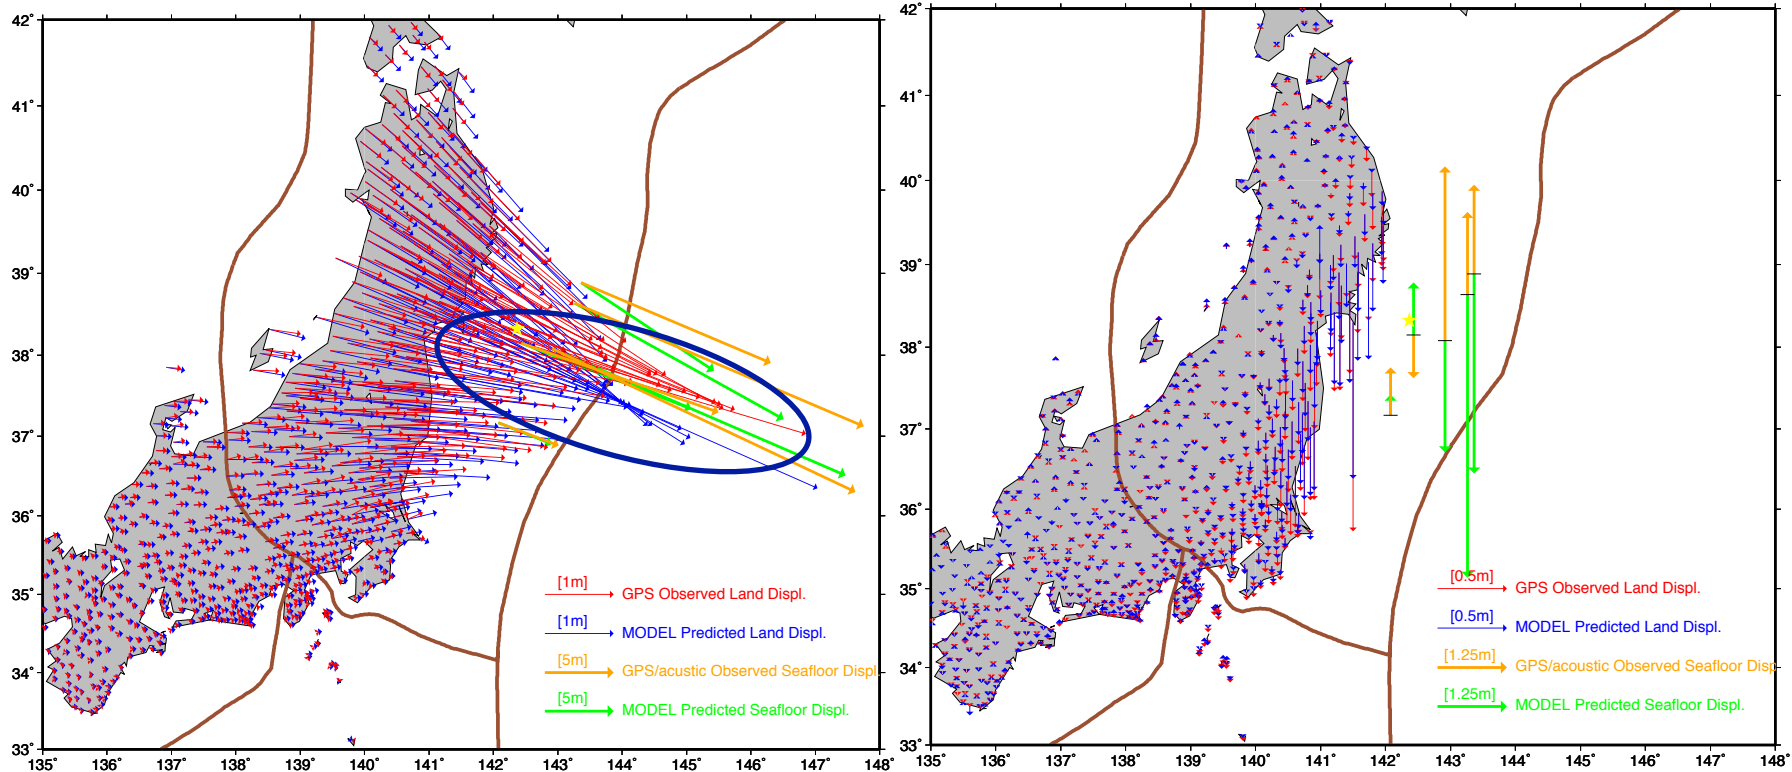 42°
41°
40°
39°
38°
37°
36°
35°
34°
33°
135° 136° 137° 138° 139° 140° 141° 142° 143° 144° 145° 146° 147° 148°
[1m] GPS Observed Land Displ.
[1m] MODEL Predicted Land Displ.
[5m] GPS/acustic Observed Seafloor Displ
[5m] MODEL Predicted Seafloor Displ.
42°
41°
40°
39°
38°
37°
36°
35°
34°
33°
135° 136° 137° 138° 139° 140° 141° 142° 143° 144° 145° 146° 147° 148°
[0.5m] GPS Observed Land Displ.
[0.5m] MODEL Predicted Land Displ.
[1.25m] GPS/acoustic Observed Seafloor Disp
[1.25m] MODEL Predicted Seafloor Displ.